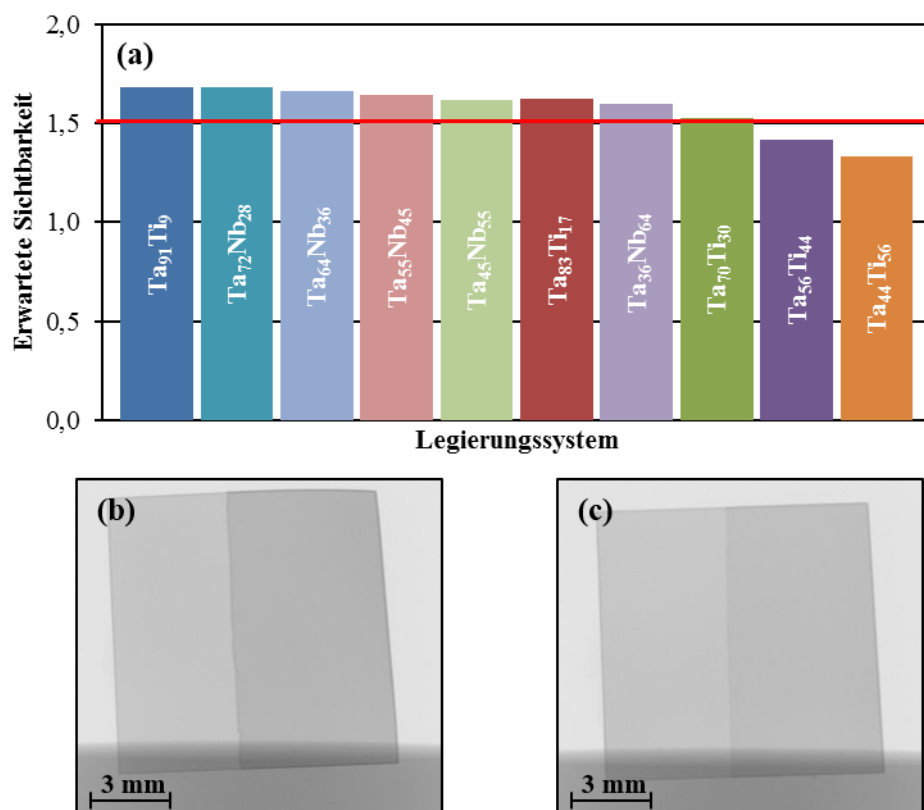 (a)
Erwartete Sichtbarkeit
2,0
1,5
1,0
0,5
0,0
Ta₉₁Ti₉
Ta₇₂Nb₂₈
Ta₆₄Nb₃₆
Ta₅₅Nb₄₅
Ta₄₅Nb₅₅
Ta₈₃Ti₁₇
Ta₃₆Nb₆₄
Ta₇₀Ti₃₀
Ta₅₆Ti₄₄
Ta₄₄Ti₅₆
Legierungssystem
(b)
3 mm
(c)
3 mm